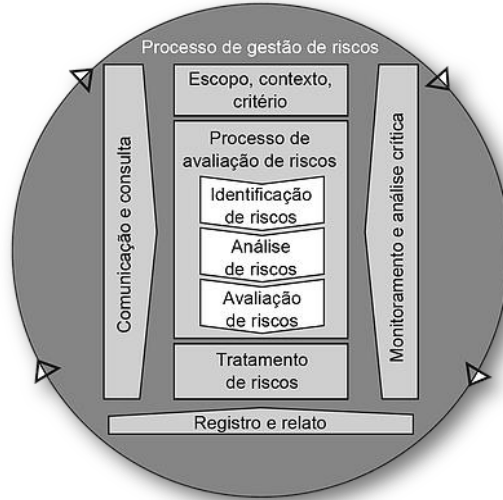 Processo de gestão de riscos
Escopo, contexto,
critério
Processo de
avaliação de riscos
Identificação
de riscos
Análise
de riscos
Avaliação
de riscos
Tratamento
de riscos
Comunicação e consulta
Monitoramento e análise crítica
Registro e relato